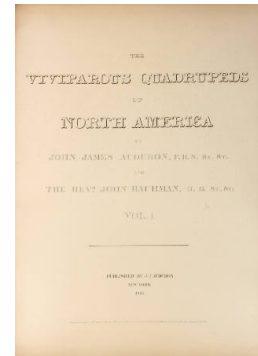 THE
VIVIPAROUS QUADRUPEDS
OF
NORTH AMERICA
BY
JOHN JAMES AUDUBON, F.R.S. &c. &c.
AND
THE REVD JOHN BACHMAN, D.D. &c. &c.
VOL. I.
PUBLISHED BY J.J. AUDUBON
NEW YORK